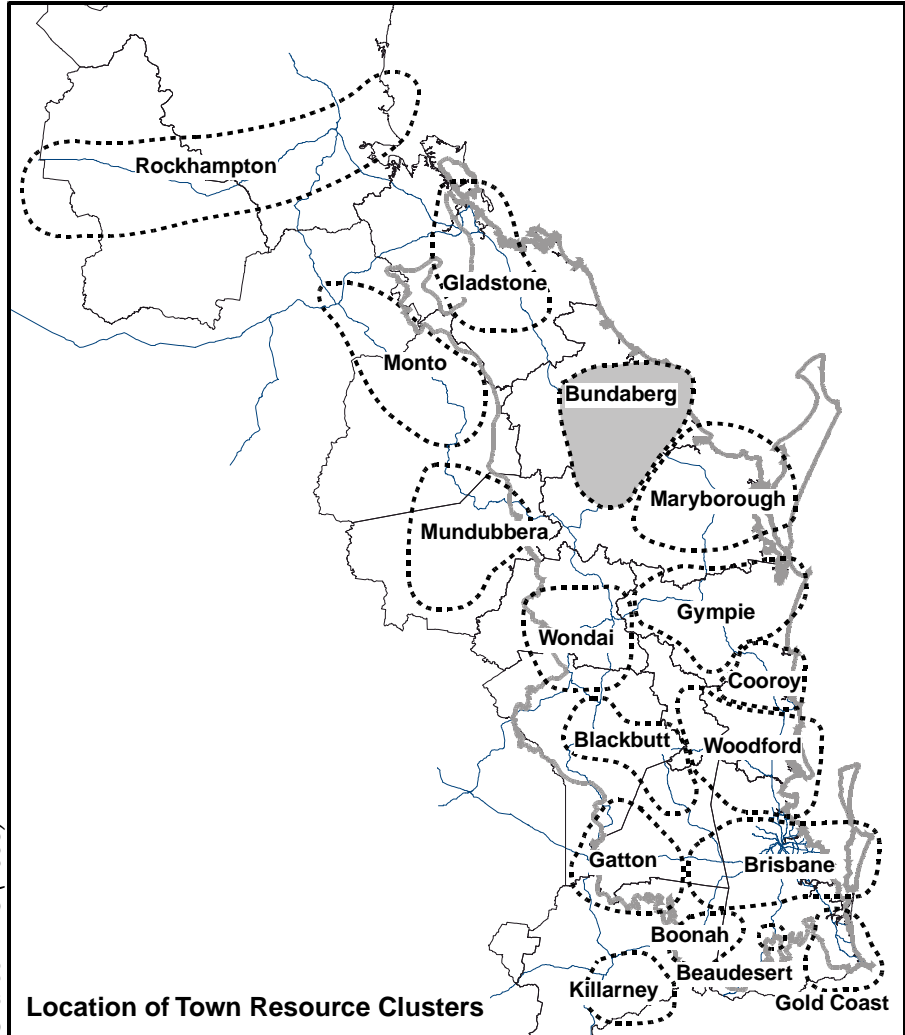 Rockhampton
Gladstone
Monto
Bundaberg
Maryborough
Mundubbera
Gympie
Wondai
Cooroy
Blackbutt
Woodford
Gatton
Brisbane
Boonah
Beaudesert
Killarney
Gold Coast
Location of Town Resource Clusters